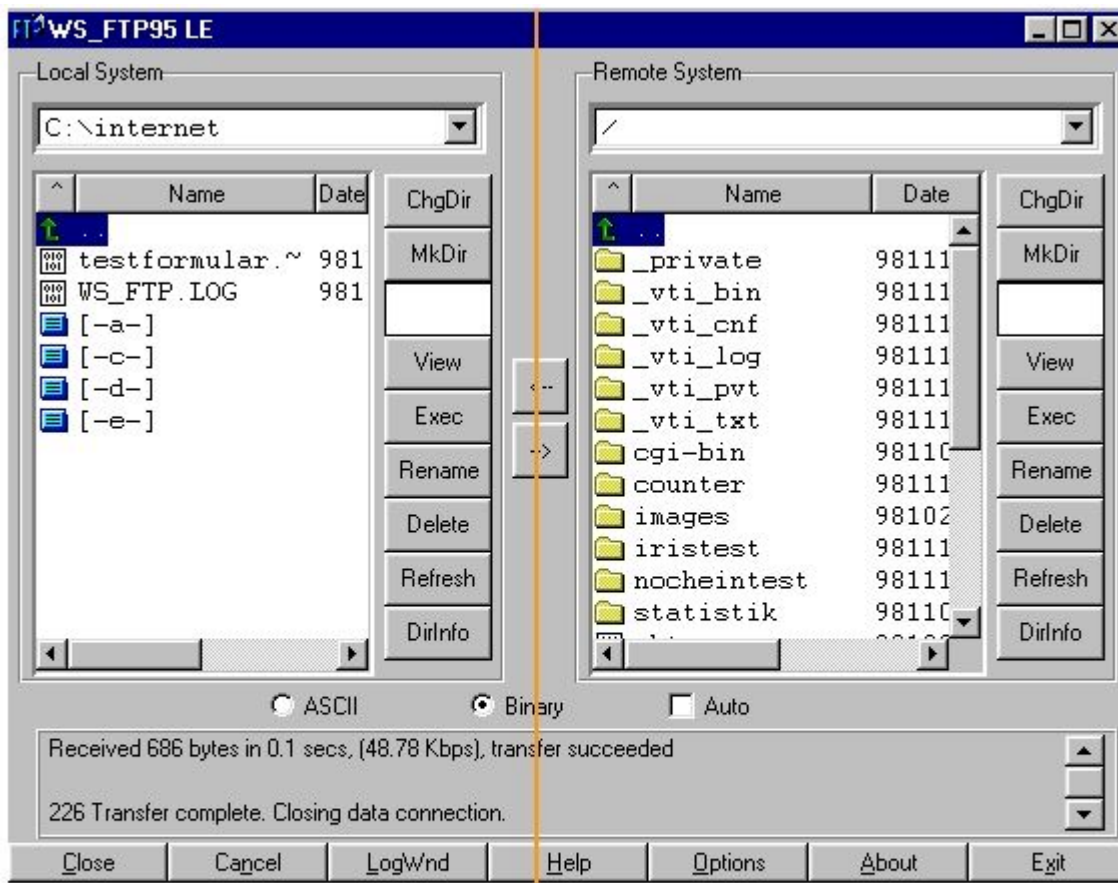 WS_FTP95 LE
Local System
C:\internet
^ Name Date
..
testformular.~ 981
WS_FTP.LOG 981
[-a-]
[-c-]
[-d-]
[-e-]
ChgDir
MkDir
View
Exec
Rename
Delete
Refresh
DirInfo
<--
-->
Remote System
/
^ Name Date
..
_private 98111
_vti_bin 98111
_vti_cnf 98111
_vti_log 98111
_vti_pvt 98111
_vti_txt 98111
cgi-bin 98110
counter 98111
images 98102
iristest 98111
nocheintest 98111
statistik 98110
ChgDir
MkDir
View
Exec
Rename
Delete
Refresh
DirInfo
ASCII Binary Auto
Received 686 bytes in 0.1 secs, (48.78 Kbps), transfer succeeded
226 Transfer complete. Closing data connection.
Close Cancel LogWnd Help Options About Exit